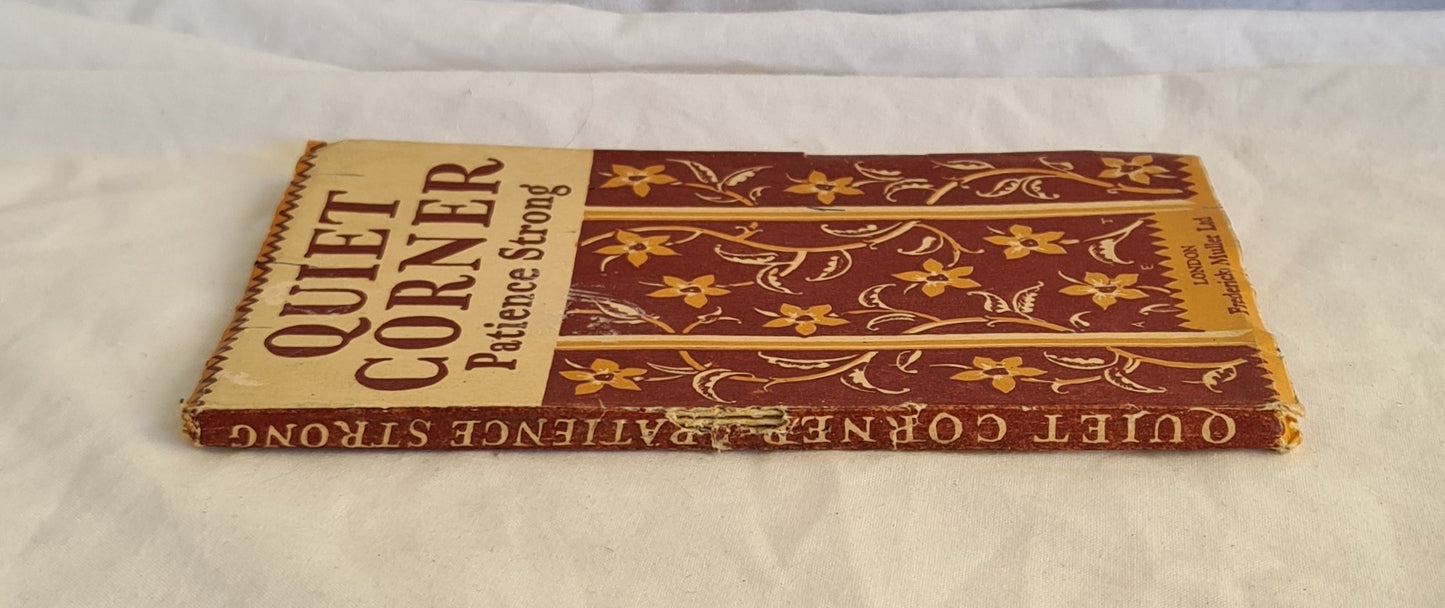 QUIET
CORNER
Patience Strong
LONDON
Frederick Muller Ltd
QUIET CORNER PATIENCE STRONG